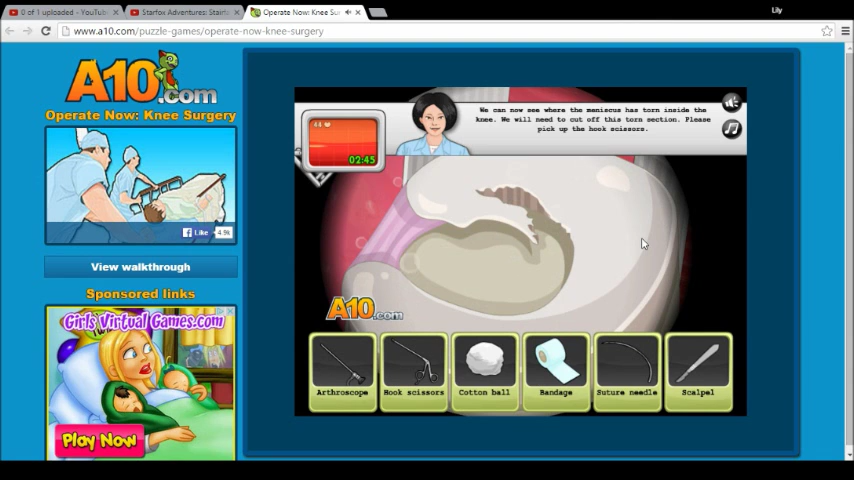 0 of 1 uploaded - YouTub
Starfox Adventures: Stairfo
Operate Now: Knee Sur
Lily
www.a10.com/puzzle-games/operate-now-knee-surgery
A10.com
Operate Now: Knee Surgery
Like
4.9k
View walkthrough
Sponsored links
Girls Virtual Games.com
Play Now
44
02:45
We can now see where the meniscus has torn inside the
knee. We will need to cut off this torn section. Please
pick up the hook scissors.
A10.com
Arthroscope
Hook scissors
Cotton ball
Bandage
Suture needle
Scalpel